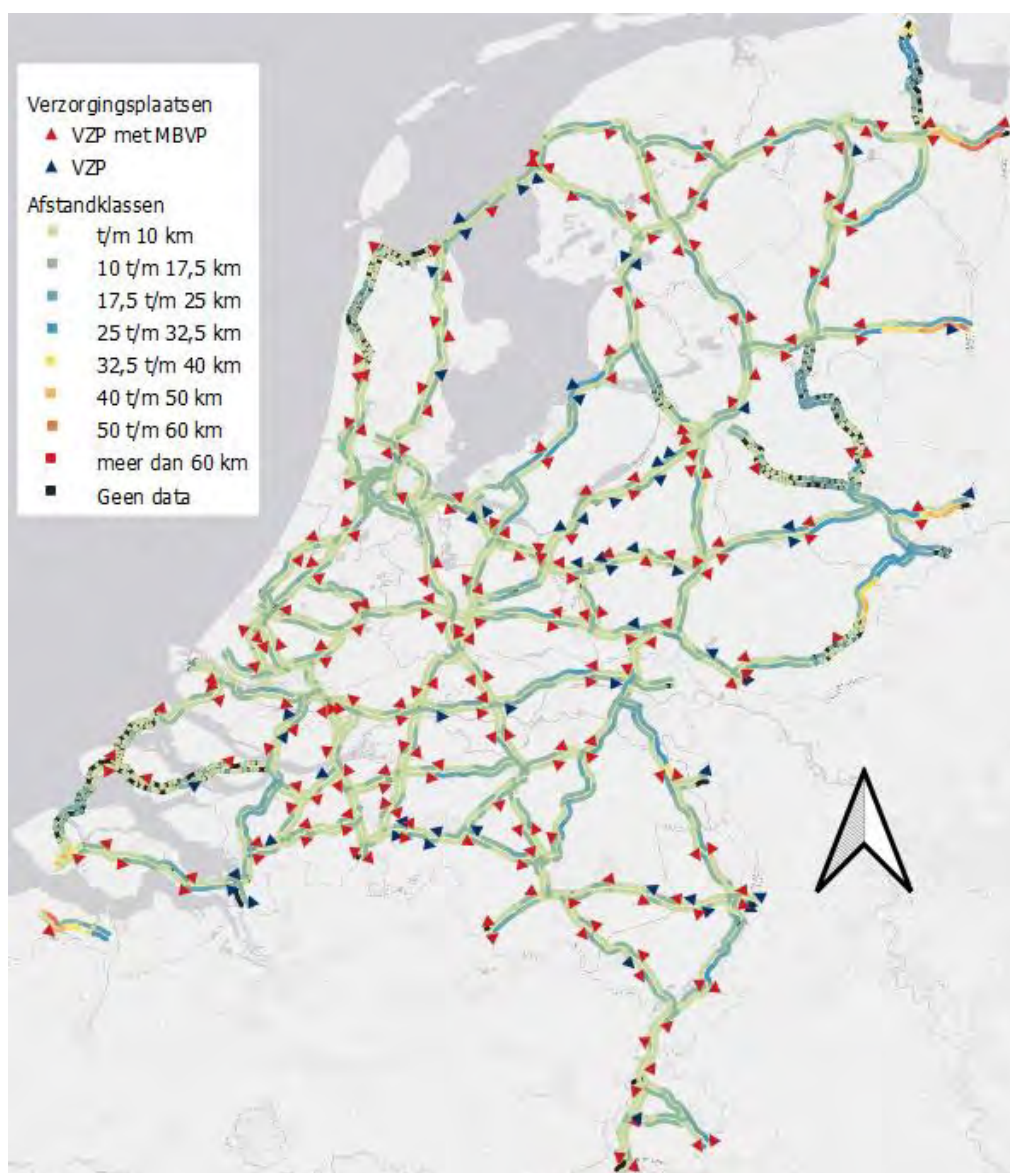 Verzorgingsplaatsen
VZP met MBVP
VZP
Afstandklassen
t/m 10 km
10 t/m 17,5 km
17,5 t/m 25 km
25 t/m 32,5 km
32,5 t/m 40 km
40 t/m 50 km
50 t/m 60 km
meer dan 60 km
Geen data